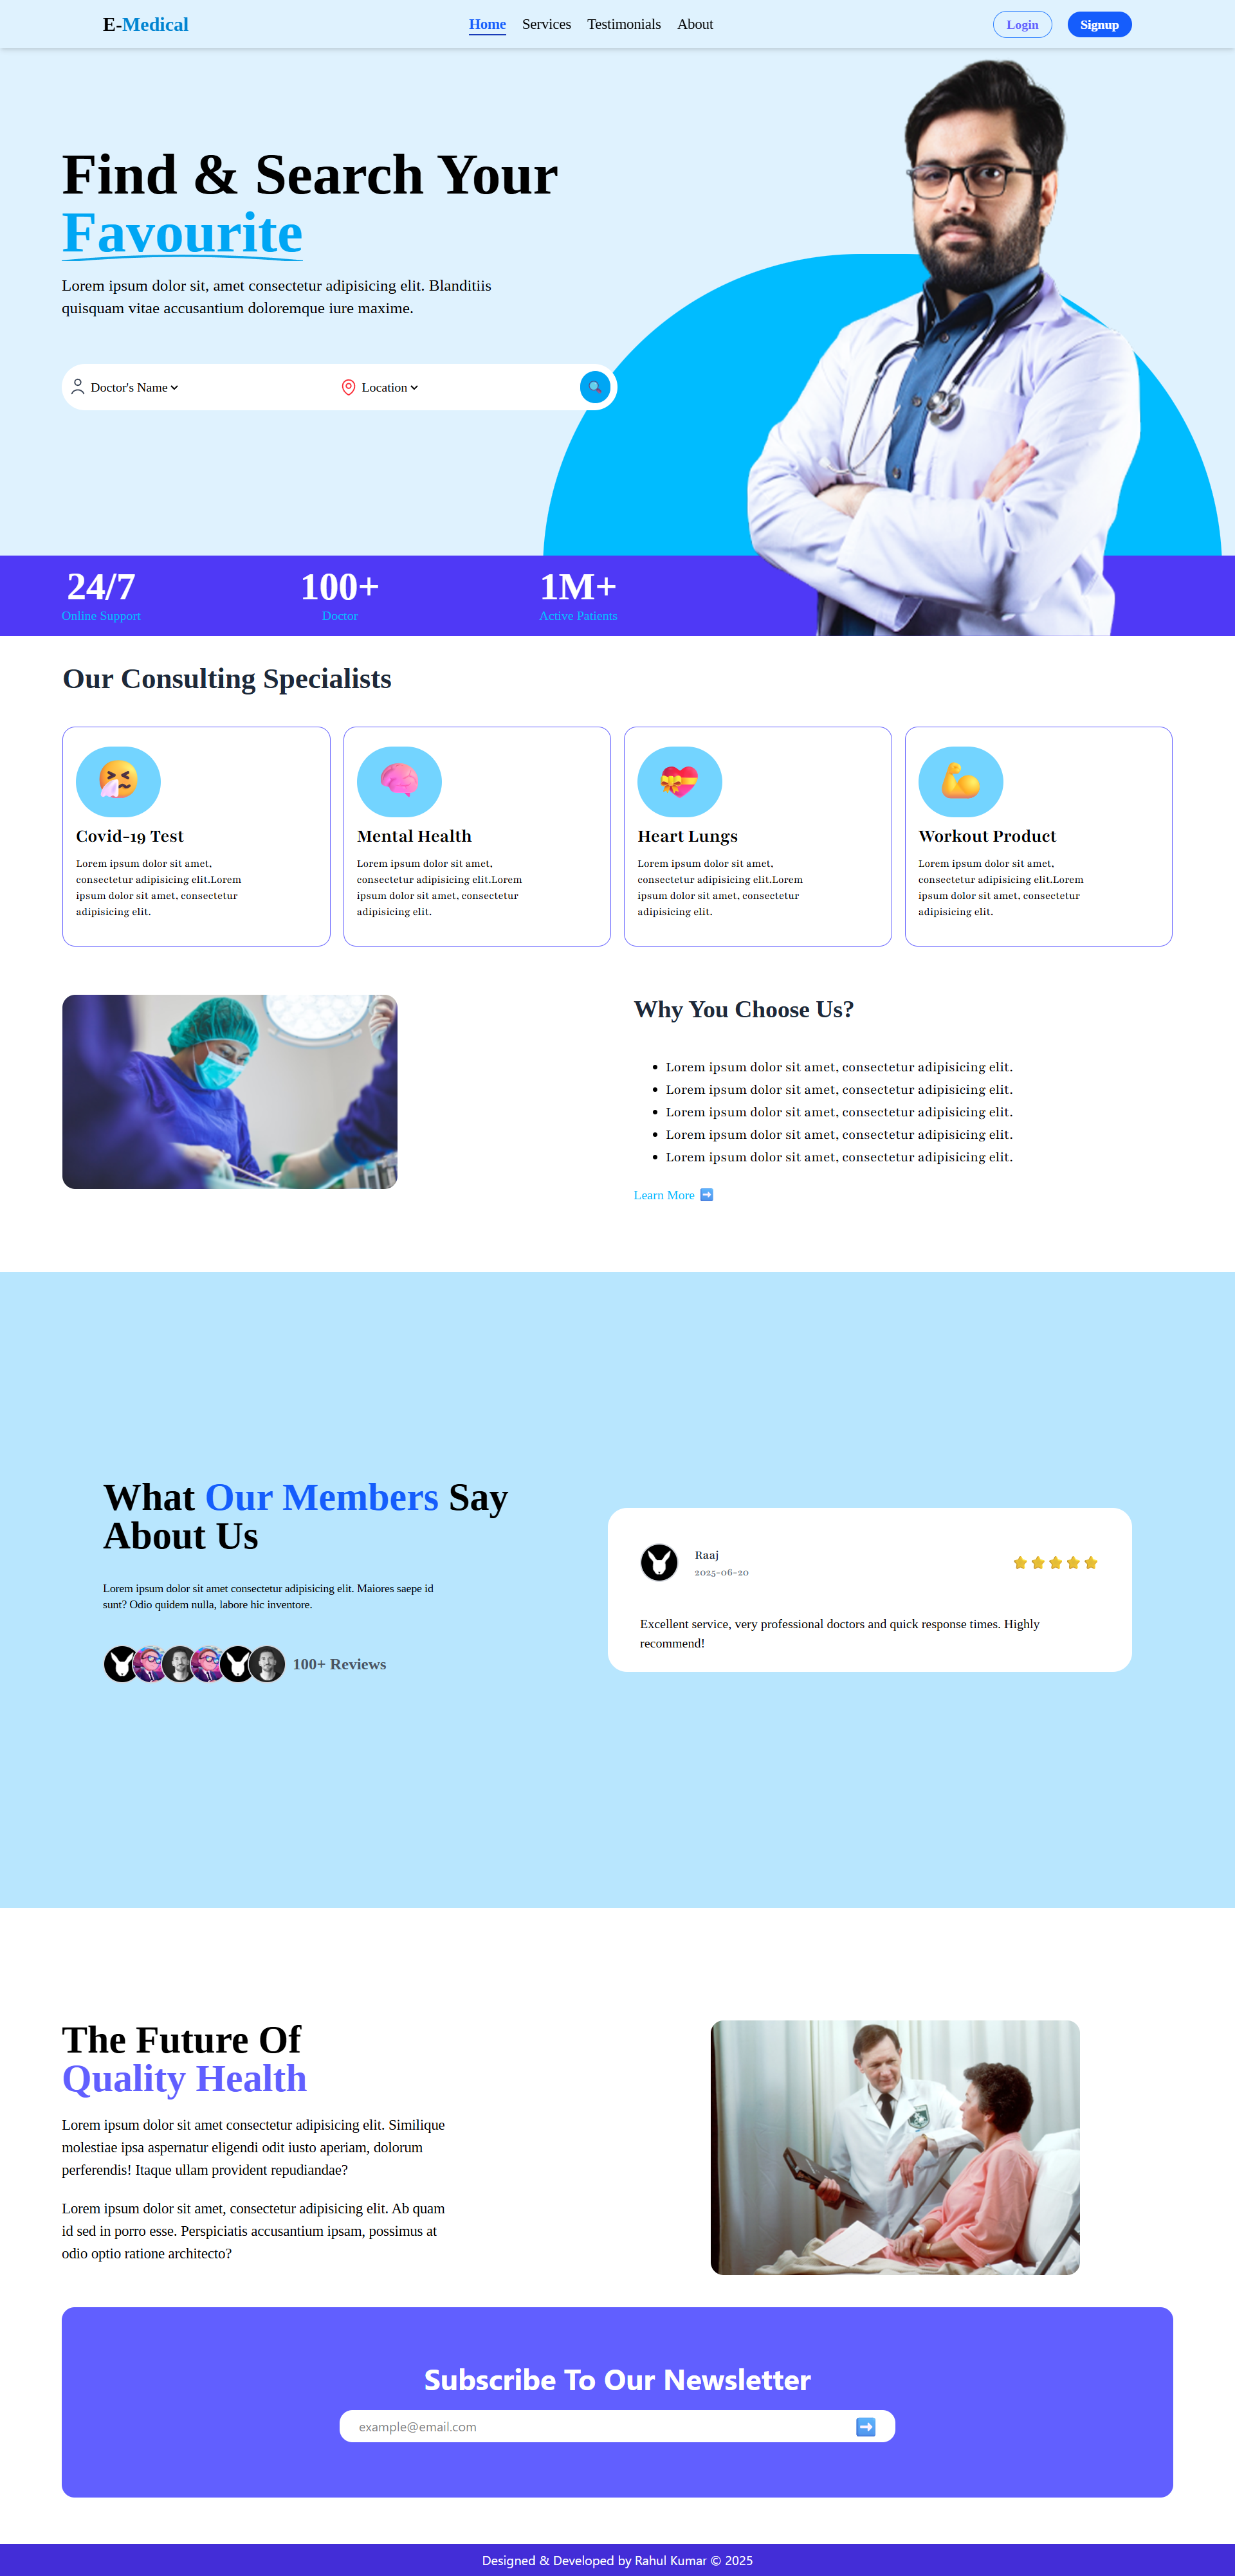 E-Medical
Home Services Testimonials About
Login Signup
Find & Search Your
Favourite
Lorem ipsum dolor sit, amet consectetur adipisicing elit. Blanditiis
quisquam vitae accusantium doloremque iure maxime.
Doctor's Name Location
24/7 100+ 1M+
Online Support Doctor Active Patients
Our Consulting Specialists
Covid-19 Test
Lorem ipsum dolor sit amet,
consectetur adipisicing elit.Lorem
ipsum dolor sit amet, consectetur
adipisicing elit.
Mental Health
Lorem ipsum dolor sit amet,
consectetur adipisicing elit.Lorem
ipsum dolor sit amet, consectetur
adipisicing elit.
Heart Lungs
Lorem ipsum dolor sit amet,
consectetur adipisicing elit.Lorem
ipsum dolor sit amet, consectetur
adipisicing elit.
Workout Product
Lorem ipsum dolor sit amet,
consectetur adipisicing elit.Lorem
ipsum dolor sit amet, consectetur
adipisicing elit.
Why You Choose Us?
Lorem ipsum dolor sit amet, consectetur adipisicing elit.
Lorem ipsum dolor sit amet, consectetur adipisicing elit.
Lorem ipsum dolor sit amet, consectetur adipisicing elit.
Lorem ipsum dolor sit amet, consectetur adipisicing elit.
Lorem ipsum dolor sit amet, consectetur adipisicing elit.
Learn More
What Our Members Say
About Us
Lorem ipsum dolor sit amet consectetur adipisicing elit. Maiores saepe id
sunt? Odio quidem nulla, labore hic inventore.
100+ Reviews
Raaj
2025-06-20
Excellent service, very professional doctors and quick response times. Highly
recommend!
The Future Of
Quality Health
Lorem ipsum dolor sit amet consectetur adipisicing elit. Similique
molestiae ipsa aspernatur eligendi odit iusto aperiam, dolorum
perferendis! Itaque ullam provident repudiandae?
Lorem ipsum dolor sit amet, consectetur adipisicing elit. Ab quam
id sed in porro esse. Perspiciatis accusantium ipsam, possimus at
odio optio ratione architecto?
Subscribe To Our Newsletter
example@email.com
Designed & Developed by Rahul Kumar © 2025